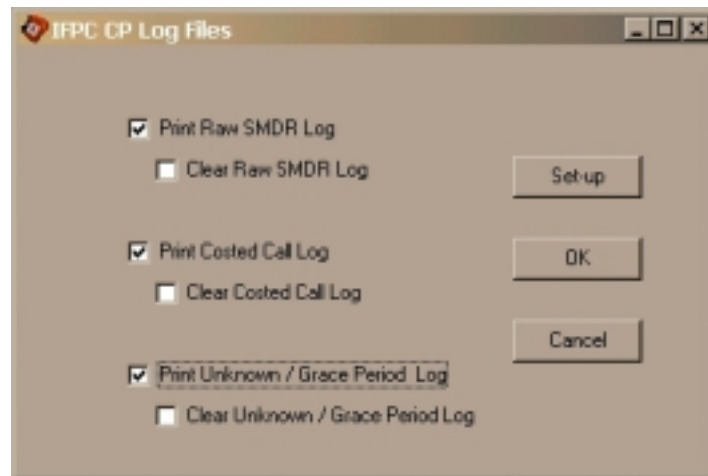 IFPC CP Log Files
Print Raw SMDR Log
Clear Raw SMDR Log
Set-up
Print Costed Call Log
OK
Clear Costed Call Log
Cancel
Print Unknown / Grace Period Log
Clear Unknown / Grace Period Log